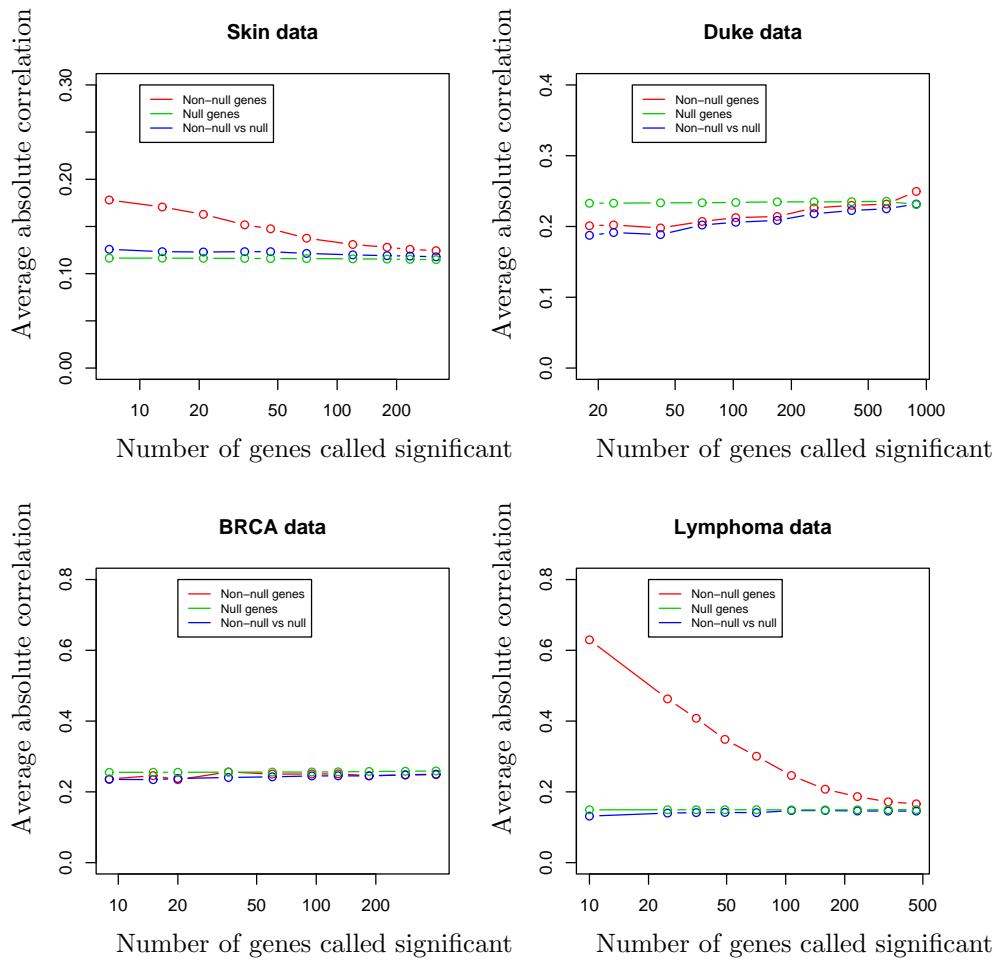 Skin data
Average absolute correlation
0.00
0.10
0.20
0.30
Non−null genes
Null genes
Non−null vs null
10
20
50
100
200
Number of genes called significant
Duke data
Average absolute correlation
0.0
0.1
0.2
0.3
0.4
Non−null genes
Null genes
Non−null vs null
20
50
100
200
500
1000
Number of genes called significant
BRCA data
Average absolute correlation
0.0
0.2
0.4
0.6
0.8
Non−null genes
Null genes
Non−null vs null
10
20
50
100
200
Number of genes called significant
Lymphoma data
Average absolute correlation
0.0
0.2
0.4
0.6
0.8
Non−null genes
Null genes
Non−null vs null
10
20
50
100
200
500
Number of genes called significant